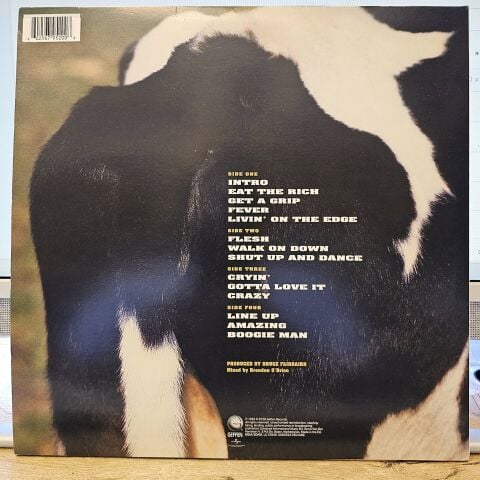 SIDE ONE
INTRO
EAT THE RICH
GET A GRIP
FEVER
LIVIN' ON THE EDGE
SIDE TWO
FLESH
WALK ON DOWN
SHUT UP AND DANCE
SIDE THREE
CRYIN'
GOTTA LOVE IT
CRAZY
SIDE FOUR
LINE UP
AMAZING
BOOGIE MAN
PRODUCED BY BRUCE FAIRBAIRN
Mixed by Brendan O'Brien
GEFFEN